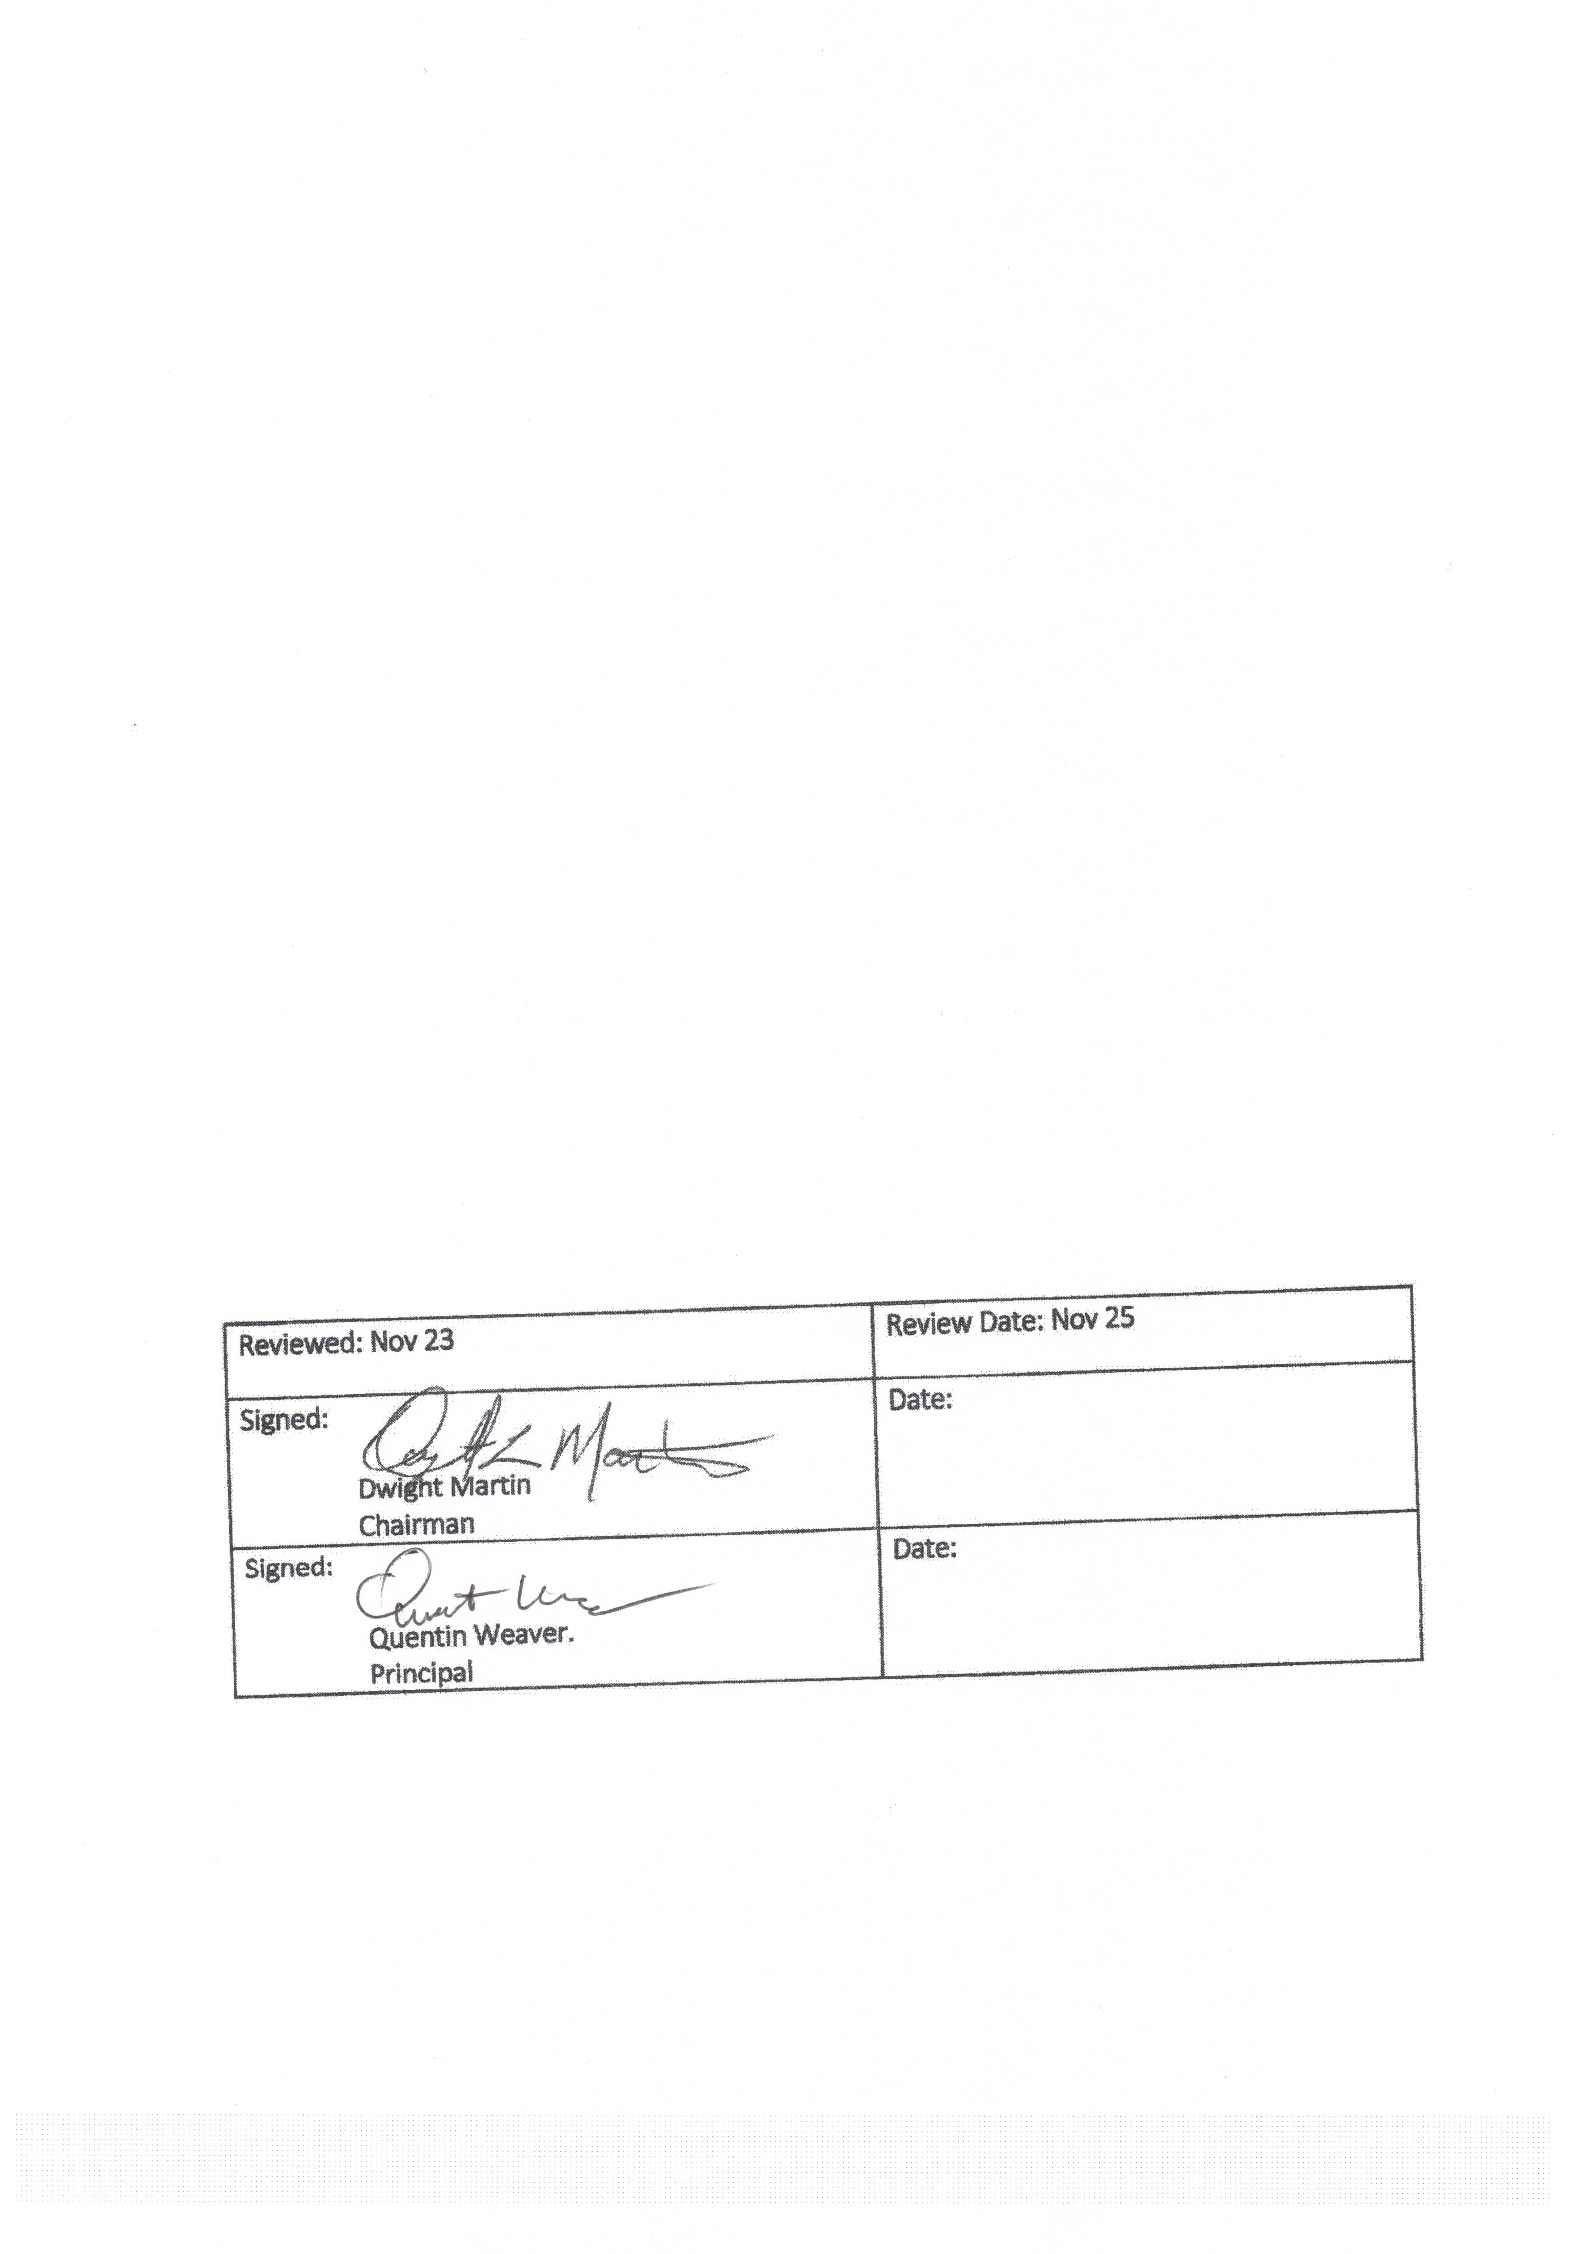 Reviewed: Nov 23
Review Date: Nov 25
Signed:
Date:
Dwight Martin
Chairman
Signed:
Date:
Quentin Weaver.
Principal